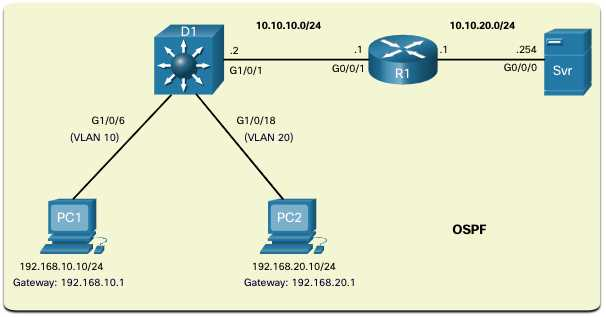 D1
10.10.10.0/24
10.10.20.0/24
.2
.1
.1
.254
G1/0/1
G0/0/1
R1
G0/0/0
Svr
G1/0/6
(VLAN 10)
G1/0/18
(VLAN 20)
PC1
PC2
OSPF
192.168.10.10/24
Gateway: 192.168.10.1
192.168.20.10/24
Gateway: 192.168.20.1